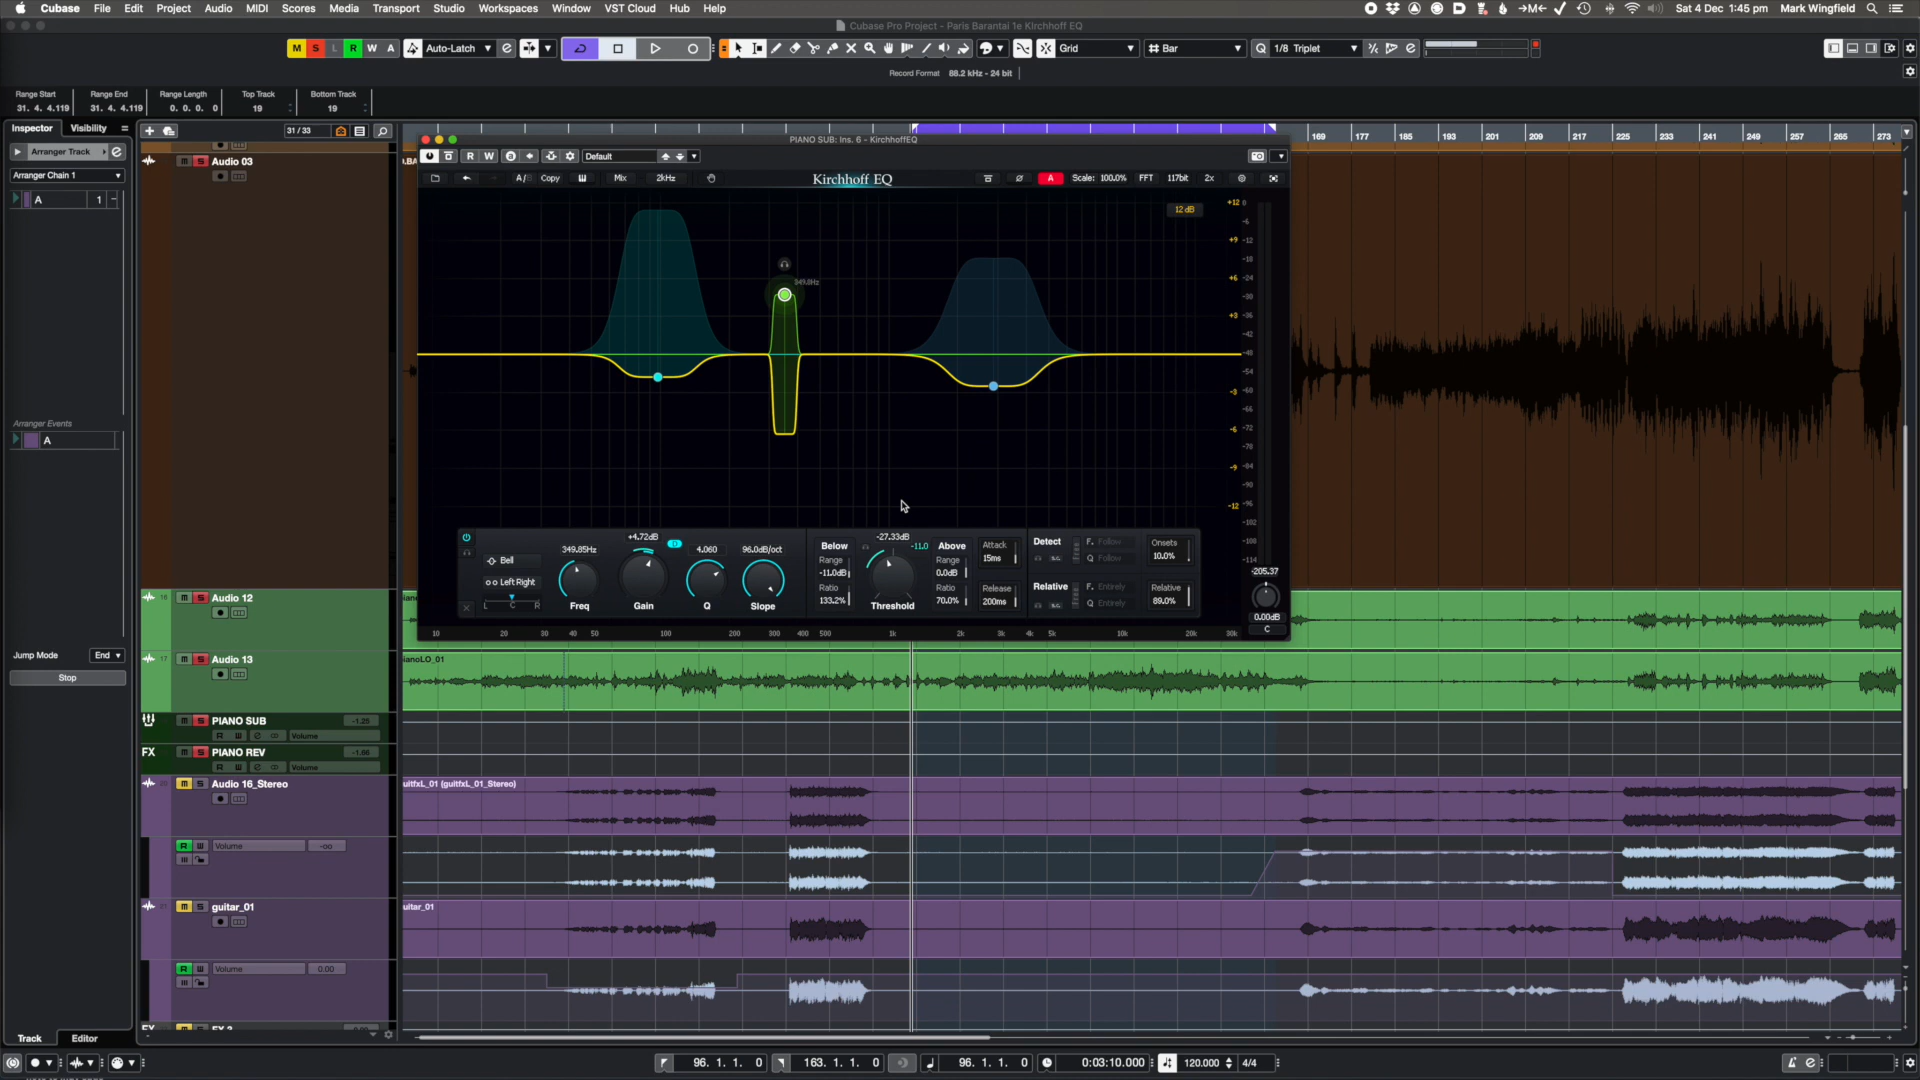 Cubase File Edit Project Audio MIDI Scores Media Transport Studio Workspaces Window VST Cloud Hub Help
Sat 4 Dec 1:45 pm Mark Wingfield
Cubase Pro Project - Paris Barantai 1e KIrchhoff EQ
M S L R W A Auto-Latch Grid Bar Q 1/8 Triplet
Record Format 88.2 kHz - 24 bit
Range Start Range End Range Length Top Track Bottom Track
31. 4. 4.119 31. 4. 4.119 0. 0. 0. 0 19 19
Inspector Visibility
31 / 33
169 177 185 193 201 209 217 225 233 241 249 257 265 273
Arranger Track
Arranger Chain 1
A 1
Arranger Events
A
Jump Mode End
Stop
Track Editor
PIANO SUB: Ins. 6 - KirchhoffEQ
R W Default
A/ Copy Mix 2kHz
Kirchhoff EQ
A Scale: 100.0% FFT 117bit 2x
12 dB
+12 0
-6
+9 -12
-18
+6 -24
-30
+3 -36
-42
-48
-54
-3 -60
-66
-6 -72
-78
-84
-9
-90
-96
-12
-102
-108
-114
349.8Hz
Bell
Left Right
L C R
349.85Hz
Freq
+4.72dB
Gain
D
4.060
Q
96.0dB/oct
Slope
Below
Range
-11.0dB
Ratio
133.2%
-27.33dB
-11.0
Threshold
Above
Range
0.0dB
Ratio
70.0%
Attack
15ms
Release
200ms
Detect F. Follow
Q Follow
S.C.
Onsets
10.0%
Relative F. Entirely
Q Entirely
S.C.
Relative
89.0%
-205.37
0.00dB
C
10 20 30 40 50 100 200 300 400 500 1k 2k 3k 4k 5k 10k 20k 30k
m S Audio 03
16 m S Audio 12
17 m S Audio 13
ianoLO_01
m S PIANO SUB -1.25
R W Volume
FX m S PIANO REV -1.66
R W Volume
m S Audio 16_Stereo
uitfxL_01 (guitfxL_01_Stereo)
R Volume -oo
m S guitar_01
uitar_01
R Volume 0.00
96. 1. 1. 0 163. 1. 1. 0 96. 1. 1. 0 0:03:10.000 120.000 4/4